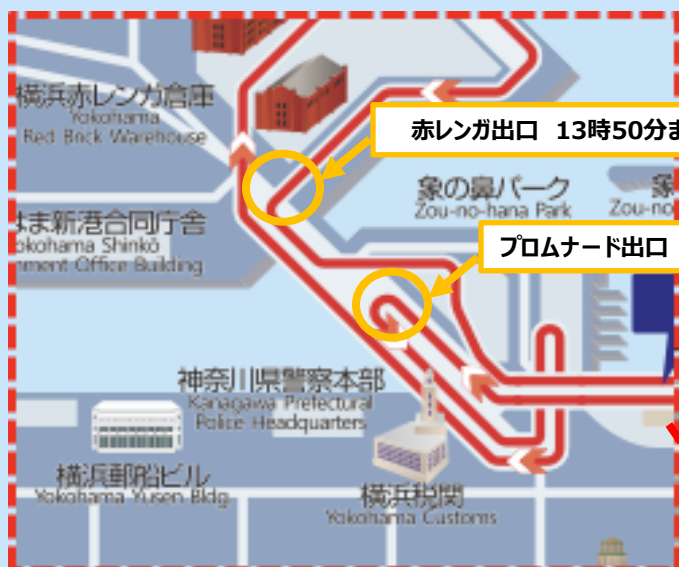 横浜赤レンガ倉庫
Yokohama
Red Brick Warehouse
赤レンガ出口 13時50分ま
象の鼻パーク
Zou-no-hana Park
象
Zou-no
はま新港合同庁舎
okohama Shinkō
nment Office Building
プロムナード出口
神奈川県警察本部
Kanagawa Prefectural
Police Headquarters
横浜郵船ビル
Yokohama Yusen Bldg.
横浜税関
Yokohama Customs